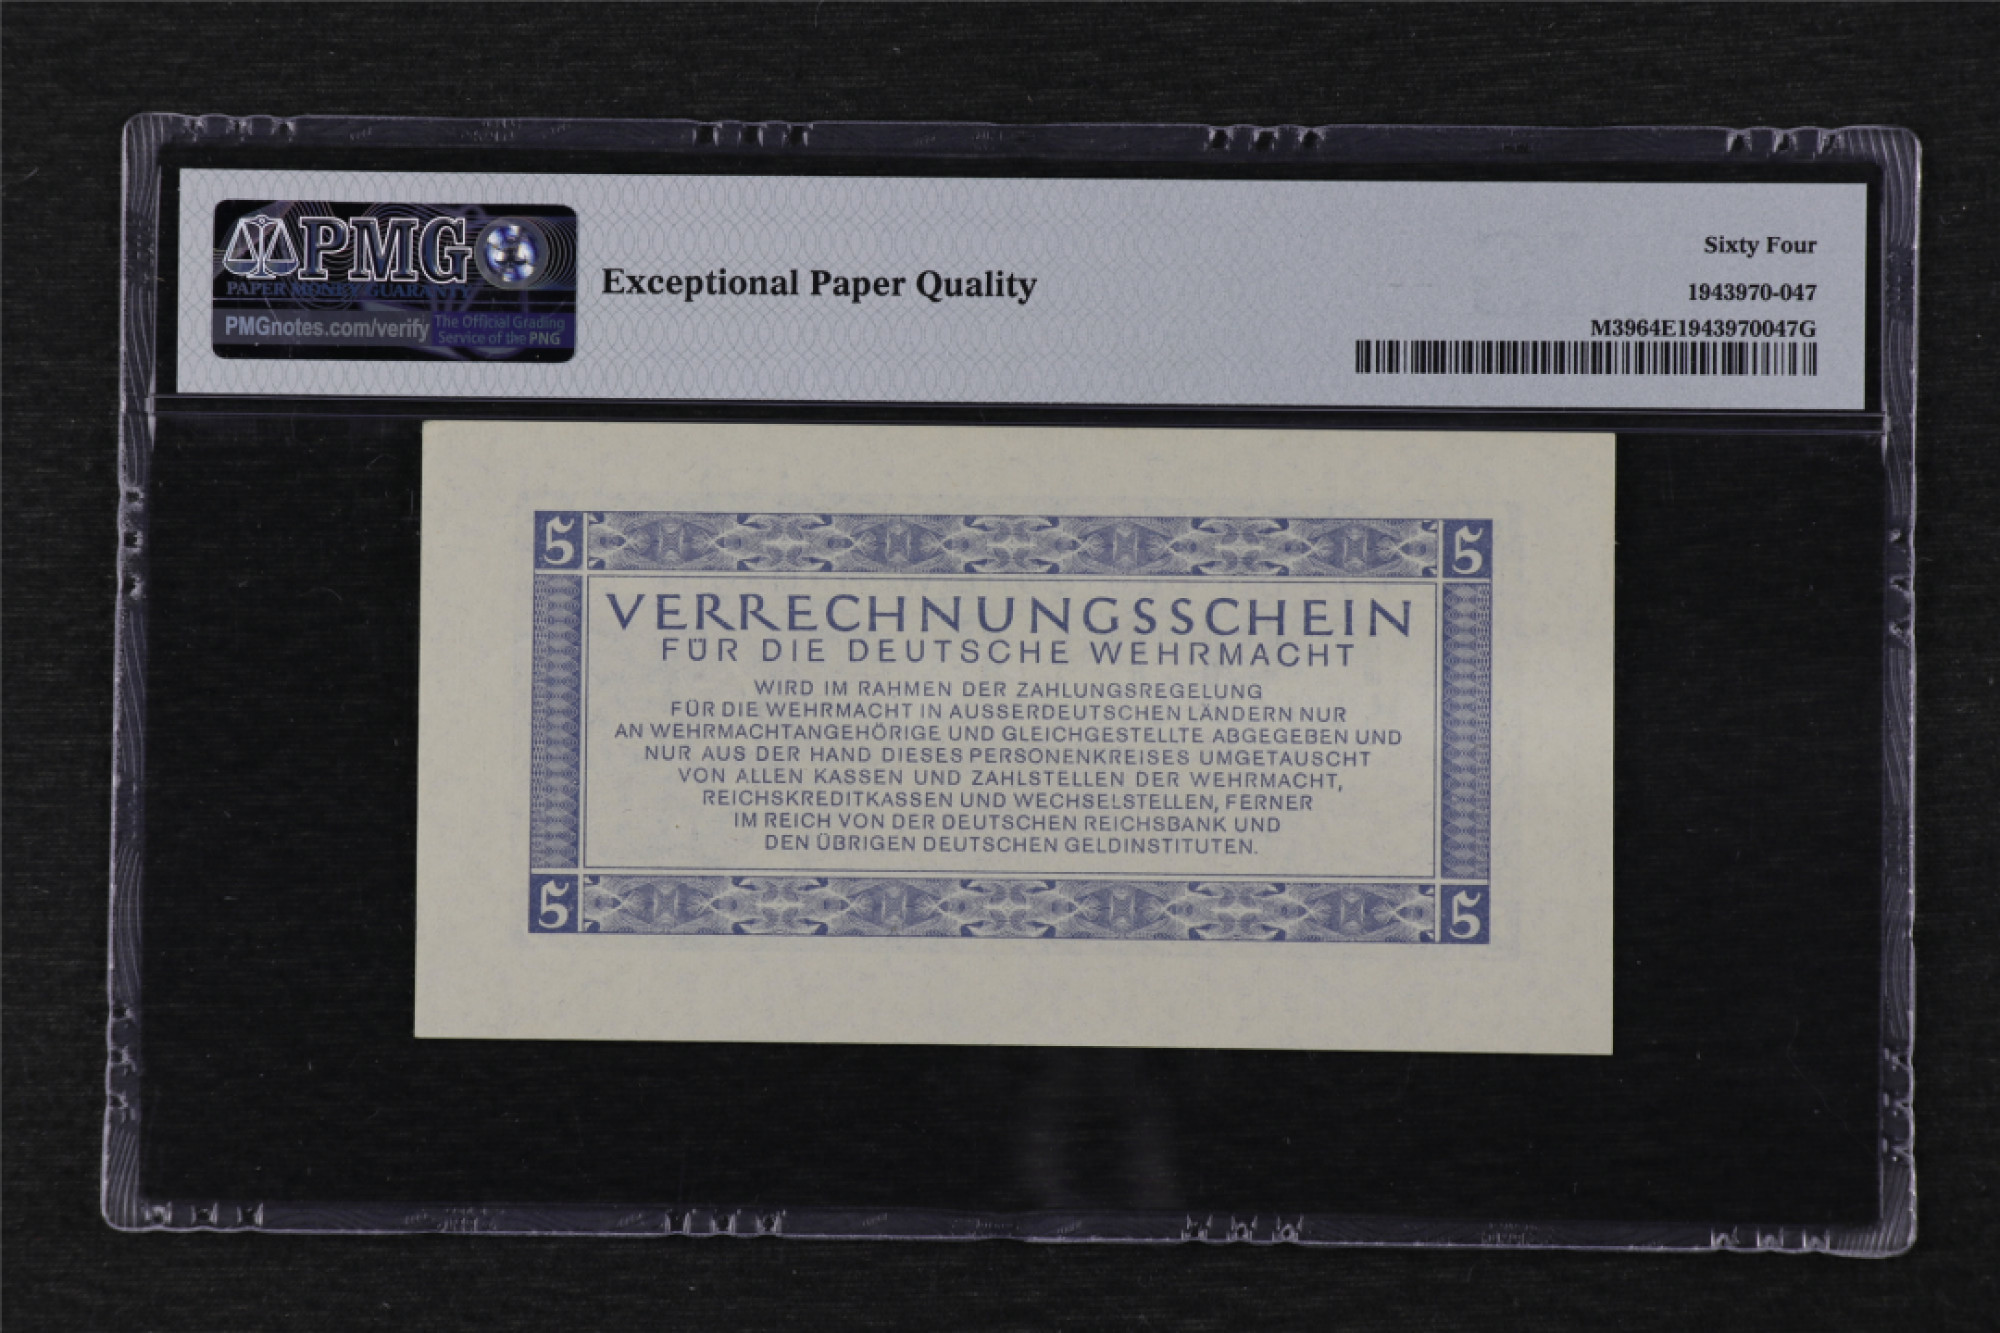 PMG
PAPER MONEY GUARANTY
PMGnotes.com/verify
The Official Grading
Service of the PNG
Exceptional Paper Quality
Sixty Four
1943970-047
M3964E1943970047G
5 5
VERRECHNUNGSSCHEIN
FÜR DIE DEUTSCHE WEHRMACHT
WIRD IM RAHMEN DER ZAHLUNGSREGELUNG
FÜR DIE WEHRMACHT IN AUSSERDEUTSCHEN LÄNDERN NUR
AN WEHRMACHTANGEHÖRIGE UND GLEICHGESTELLTE ABGEGEBEN UND
NUR AUS DER HAND DIESES PERSONENKREISES UMGETAUSCHT
VON ALLEN KASSEN UND ZAHLSTELLEN DER WEHRMACHT,
REICHSKREDITKASSEN UND WECHSELSTELLEN, FERNER
IM REICH VON DER DEUTSCHEN REICHSBANK UND
DEN ÜBRIGEN DEUTSCHEN GELDINSTITUTEN.
5 5